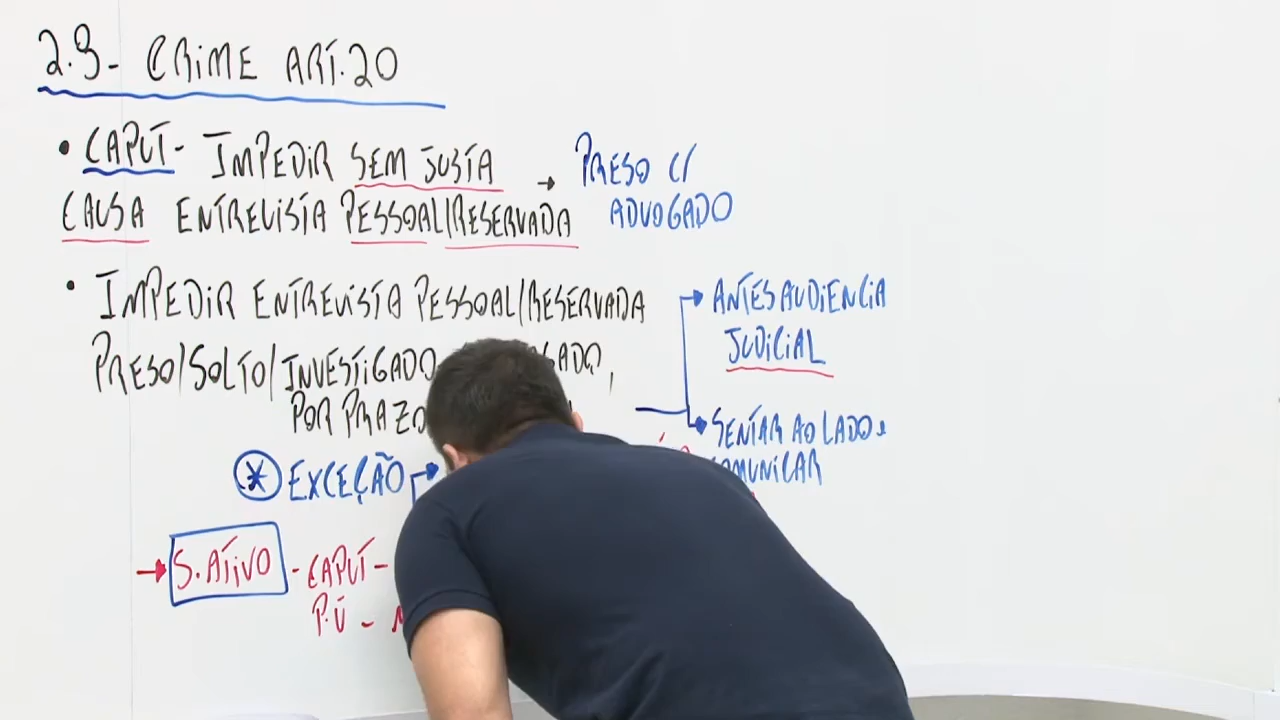 2.9- CRIME ART.20
• CAPUT - IMPEDIR SEM JUSTA
CAUSA ENTREVISTA PESSOAL/RESERVADA
→ PRESO C/
ADVOGADO
• IMPEDIR ENTREVISTA PESSOAL/RESERVADA
PRESO/SOLTO/INVESTIGADO
POR PRAZO
ANTES AUDIENCIA
JUDICIAL
SENTAR AO LADO E
COMUNICAR
* EXCEÇÃO
→ S. ATIVO - CAPUT -
P.Ú -